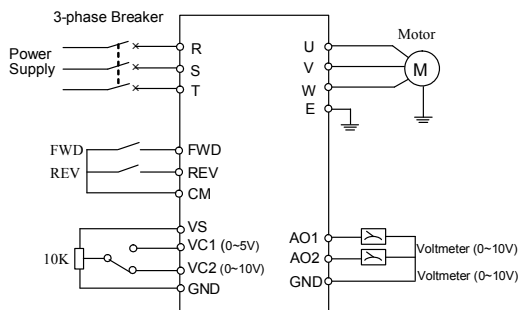 3-phase Breaker
Power
Supply
R
S
T
U
V
W
E
Motor
M
FWD
REV
FWD
REV
CM
VS
VC1 (0~5V)
VC2 (0~10V)
GND
10K
AO1
AO2
GND
Voltmeter (0~10V)
Voltmeter (0~10V)